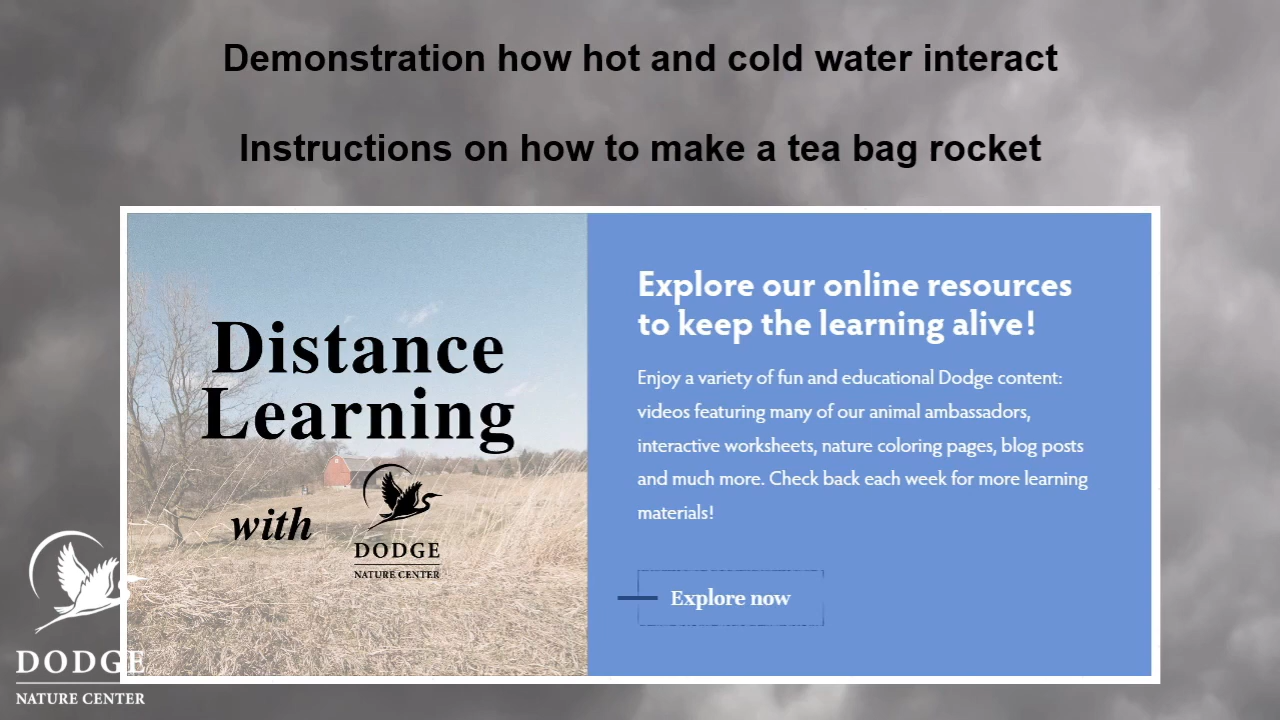 Demonstration how hot and cold water interact
Instructions on how to make a tea bag rocket
Distance
Learning
with
DODGE
NATURE CENTER
Explore our online resources
to keep the learning alive!
Enjoy a variety of fun and educational Dodge content:
videos featuring many of our animal ambassadors,
interactive worksheets, nature coloring pages, blog posts
and much more. Check back each week for more learning
materials!
Explore now
DODGE
NATURE CENTER